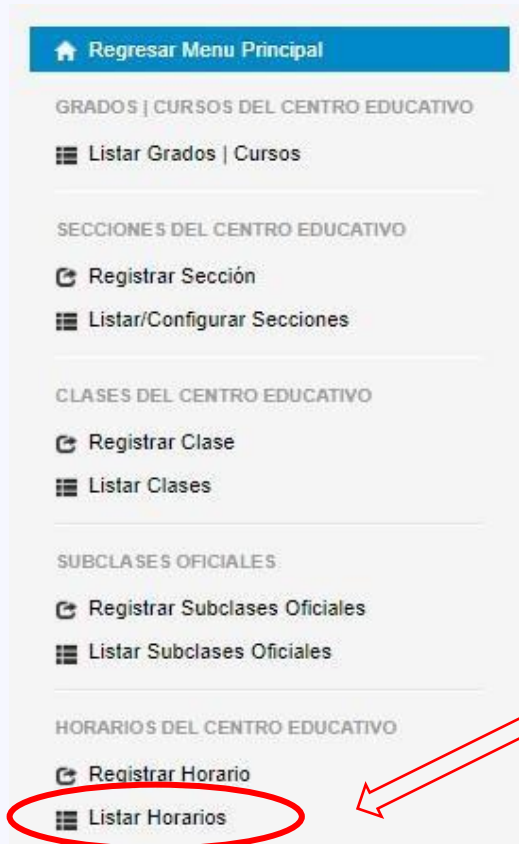 Regresar Menu Principal
GRADOS | CURSOS DEL CENTRO EDUCATIVO
Listar Grados | Cursos
SECCIONES DEL CENTRO EDUCATIVO
Registrar Sección
Listar/Configurar Secciones
CLASES DEL CENTRO EDUCATIVO
Registrar Clase
Listar Clases
SUBCLASES OFICIALES
Registrar Subclases Oficiales
Listar Subclases Oficiales
HORARIOS DEL CENTRO EDUCATIVO
Registrar Horario
Listar Horarios